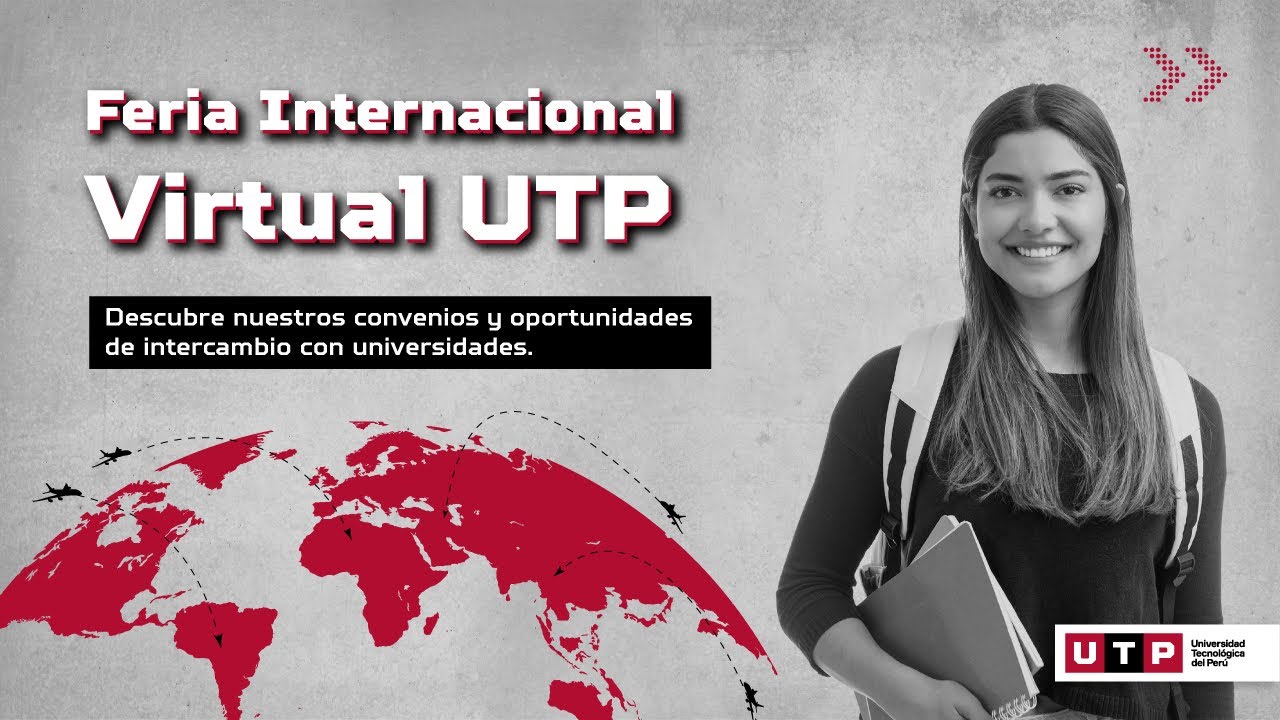 Feria Internacional
Virtual UTP
Descubre nuestros convenios y oportunidades
de intercambio con universidades.
UTP
Universidad
Tecnológica
del Perú